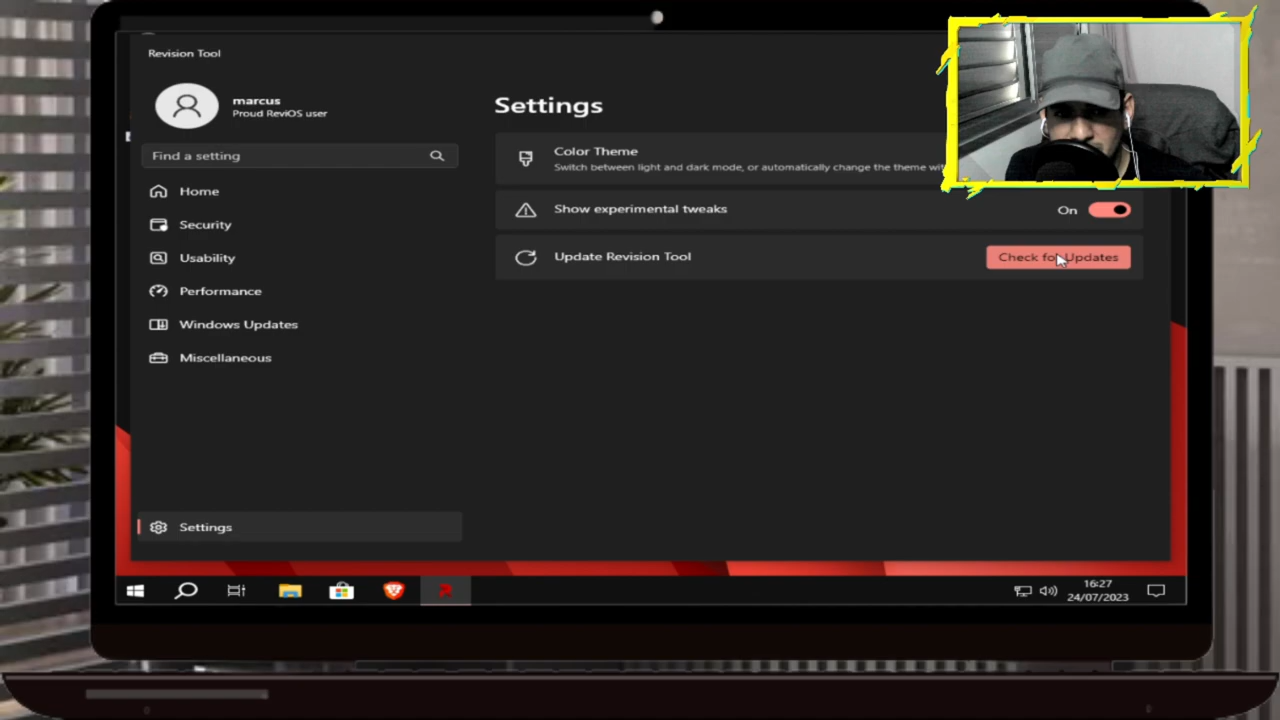 Revision Tool
marcus
Proud ReviOS user
Find a setting
Home
Security
Usability
Performance
Windows Updates
Miscellaneous
Settings
Settings
Color Theme
Switch between light and dark mode, or automatically change the theme
Show experimental tweaks
On
Update Revision Tool
Check for Updates
16:27
24/07/2023